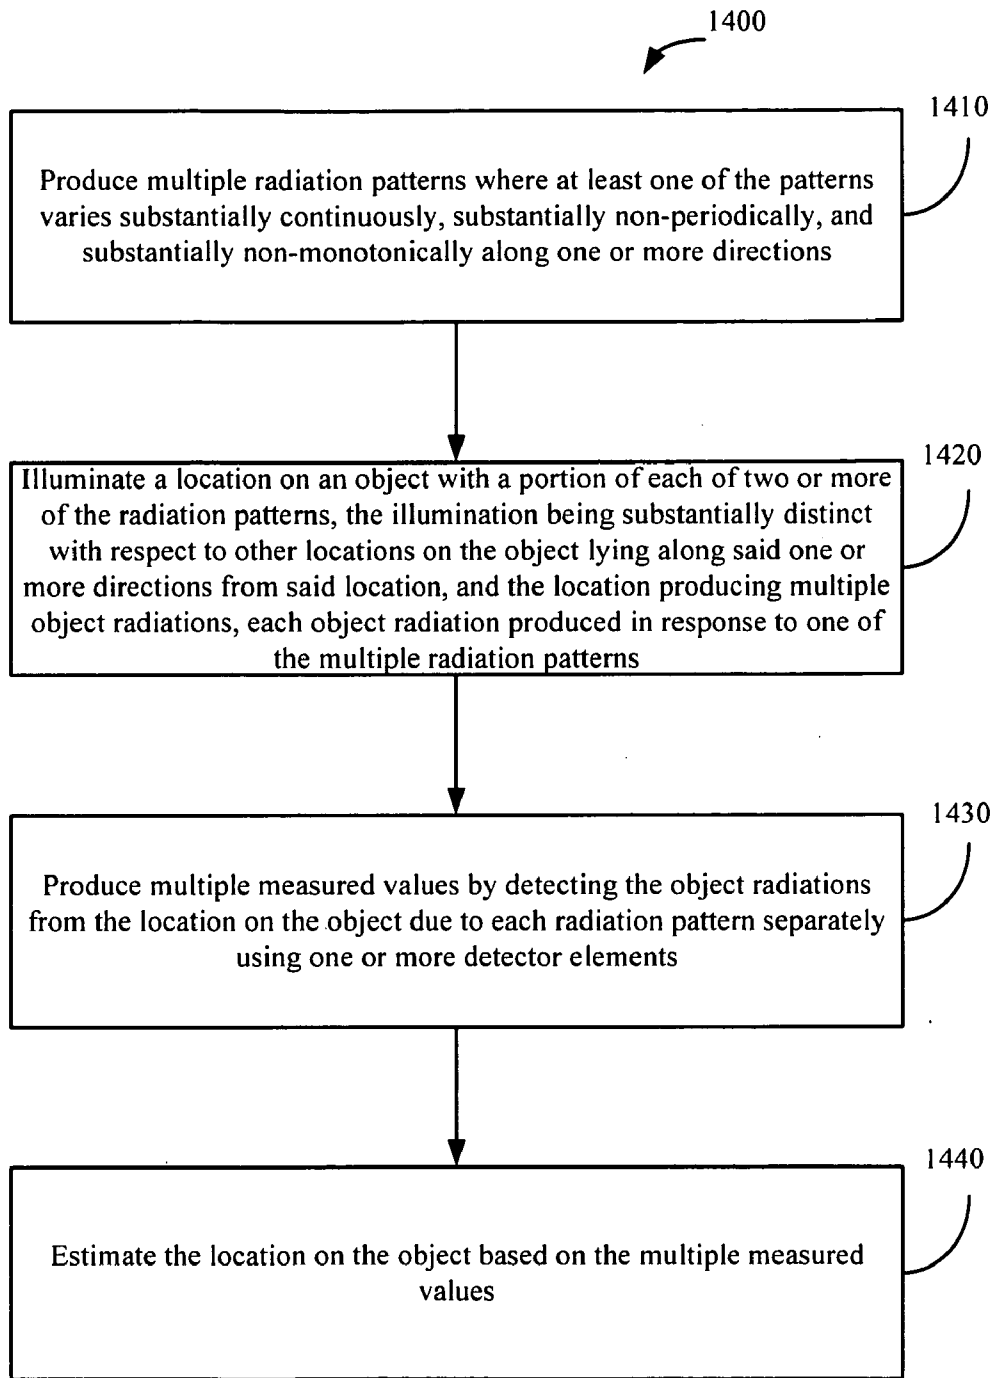 1400
1410
Produce multiple radiation patterns where at least one of the patterns
varies substantially continuously, substantially non-periodically, and
substantially non-monotonically along one or more directions
1420
Illuminate a location on an object with a portion of each of two or more
of the radiation patterns, the illumination being substantially distinct
with respect to other locations on the object lying along said one or
more directions from said location, and the location producing multiple
object radiations, each object radiation produced in response to one of
the multiple radiation patterns
1430
Produce multiple measured values by detecting the object radiations
from the location on the object due to each radiation pattern separately
using one or more detector elements
1440
Estimate the location on the object based on the multiple measured
values